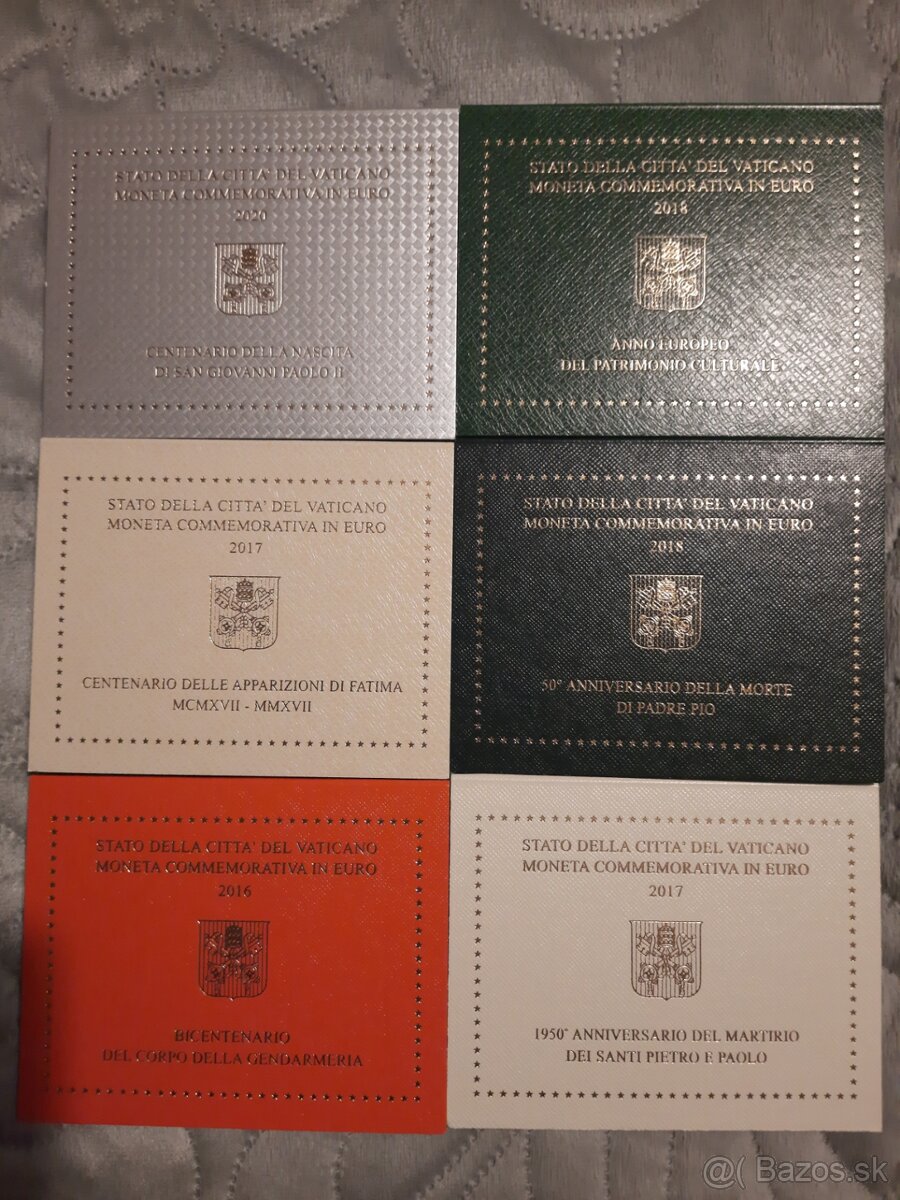 STATO DELLA CITTA' DEL VATICANO
MONETA COMMEMORATIVA IN EURO
2020
CENTENARIO DELLA NASCITA
DI SAN GIOVANNI PAOLO II
STATO DELLA CITTA' DEL VATICANO
MONETA COMMEMORATIVA IN EURO
2018
ANNO EUROPEO
DEL PATRIMONIO CULTURALE
STATO DELLA CITTA' DEL VATICANO
MONETA COMMEMORATIVA IN EURO
2017
CENTENARIO DELLE APPARIZIONI DI FATIMA
MCMXVII - MMXVII
STATO DELLA CITTA' DEL VATICANO
MONETA COMMEMORATIVA IN EURO
2018
50° ANNIVERSARIO DELLA MORTE
DI PADRE PIO
STATO DELLA CITTA' DEL VATICANO
MONETA COMMEMORATIVA IN EURO
2016
BICENTENARIO
DEL CORPO DELLA GENDARMERIA
STATO DELLA CITTA' DEL VATICANO
MONETA COMMEMORATIVA IN EURO
2017
1950° ANNIVERSARIO DEL MARTIRIO
DEI SANTI PIETRO E PAOLO
@( Bazos.sk